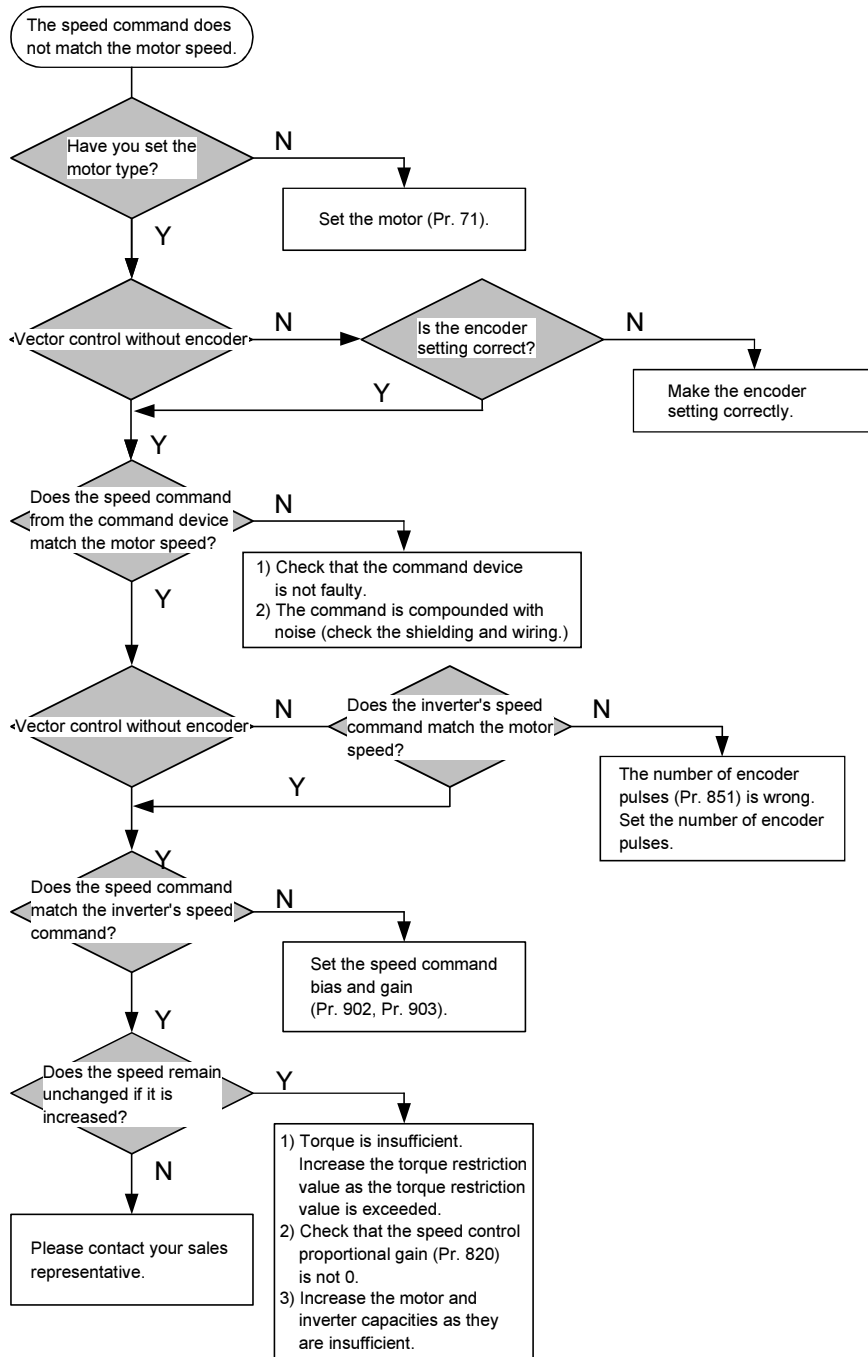 The speed command does
not match the motor speed.
Have you set the
motor type?
N
Set the motor (Pr. 71).
Y
Vector control without encoder
N
Is the encoder
setting correct?
N
Make the encoder
setting correctly.
Y
Y
Does the speed command
from the command device
match the motor speed?
N
1) Check that the command device
is not faulty.
2) The command is compounded with
noise (check the shielding and wiring.)
Y
Vector control without encoder
N
Does the inverter's speed
command match the motor
speed?
N
The number of encoder
pulses (Pr. 851) is wrong.
Set the number of encoder
pulses.
Y
Y
Does the speed command
match the inverter's speed
command?
N
Set the speed command
bias and gain
(Pr. 902, Pr. 903).
Y
Does the speed remain
unchanged if it is
increased?
Y
1) Torque is insufficient.
Increase the torque restriction
value as the torque restriction
value is exceeded.
2) Check that the speed control
proportional gain (Pr. 820)
is not 0.
3) Increase the motor and
inverter capacities as they
are insufficient.
N
Please contact your sales
representative.